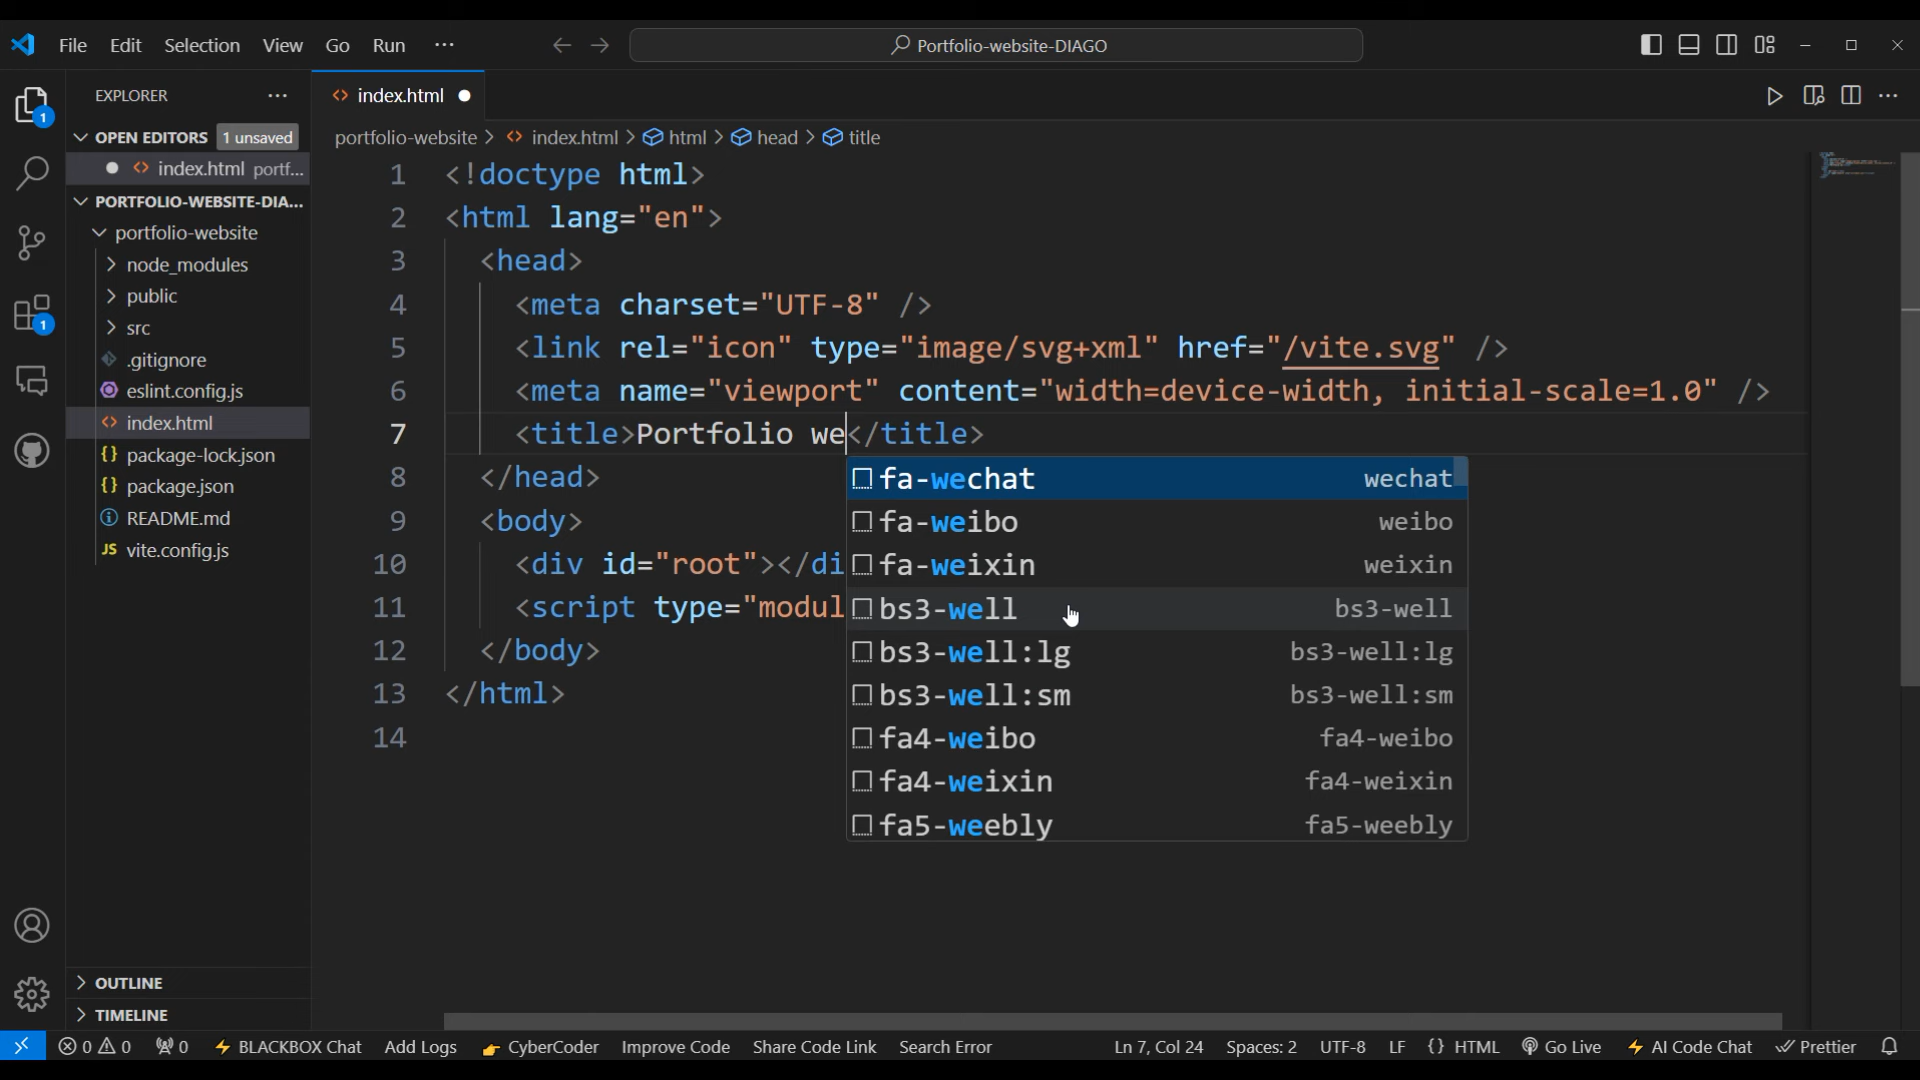 File Edit Selection View Go Run ··· Portfolio-website-DIAGO
EXPLORER ···
OPEN EDITORS 1 unsaved
index.html portf...
PORTFOLIO-WEBSITE-DIA...
portfolio-website
node_modules
public
src
.gitignore
eslint.config.js
index.html
package-lock.json
package.json
README.md
vite.config.js
OUTLINE
TIMELINE
1
1
index.html
portfolio-website > index.html > html > head > title
1 <!doctype html>
2 <html lang="en">
3 <head>
4 <meta charset="UTF-8" />
5 <link rel="icon" type="image/svg+xml" href="/vite.svg" />
6 <meta name="viewport" content="width=device-width, initial-scale=1.0" />
7 <title>Portfolio we</title>
8 </head>
9 <body>
10 <div id="root"></di
11 <script type="modul
12 </body>
13 </html>
14
fa-wechat wechat
fa-weibo weibo
fa-weixin weixin
bs3-well bs3-well
bs3-well:lg bs3-well:lg
bs3-well:sm bs3-well:sm
fa4-weibo fa4-weibo
fa4-weixin fa4-weixin
fa5-weebly fa5-weebly
0 0 0 BLACKBOX Chat Add Logs CyberCoder Improve Code Share Code Link Search Error Ln 7, Col 24 Spaces: 2 UTF-8 LF {} HTML Go Live AI Code Chat Prettier